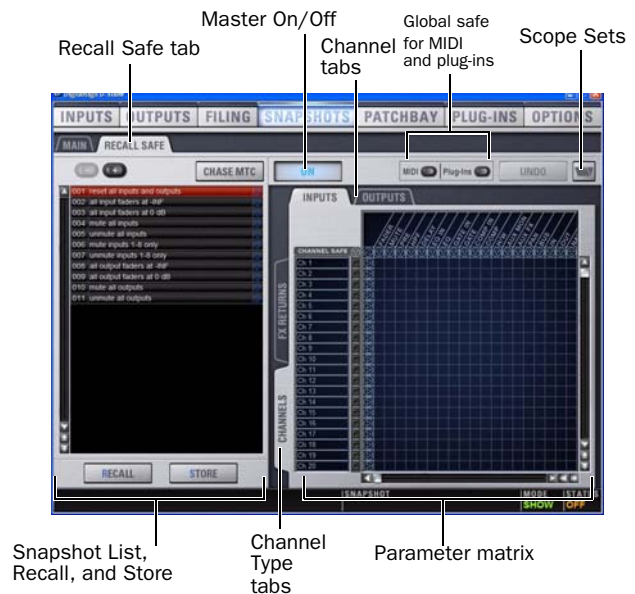 Master On/Off
Global safe
for MIDI
and plug-ins
Recall Safe tab
Channel
tabs
Scope Sets
INPUTS OUTPUTS FILING SNAPSHOTS PATCHBAY PLUG-INS OPTIONS
MAIN RECALL SAFE
CHASE MTC ON MIDI Plug-Ins UNDO
001 reset all inputs and outputs
002 all input faders at -INF
003 all input faders at 0 dB
004 mute all inputs
005 unmute all inputs
006 mute inputs 1-8 only
007 unmute inputs 1-8 only
008 all output faders at -INF
009 all output faders at 0 dB
010 mute all outputs
011 unmute all outputs
RECALL STORE
INPUTS OUTPUTS
FX RETURNS
CHANNELS
CHANNEL SAFE
Ch 1
Ch 2
Ch 3
Ch 4
Ch 5
Ch 6
Ch 7
Ch 8
Ch 9
Ch 10
Ch 11
Ch 12
Ch 13
Ch 14
Ch 15
Ch 16
Ch 17
Ch 18
Ch 19
Ch 20
SNAPSHOT MODE
SHOW OFF
Snapshot List,
Recall, and Store
Channel
Type
tabs
Parameter matrix